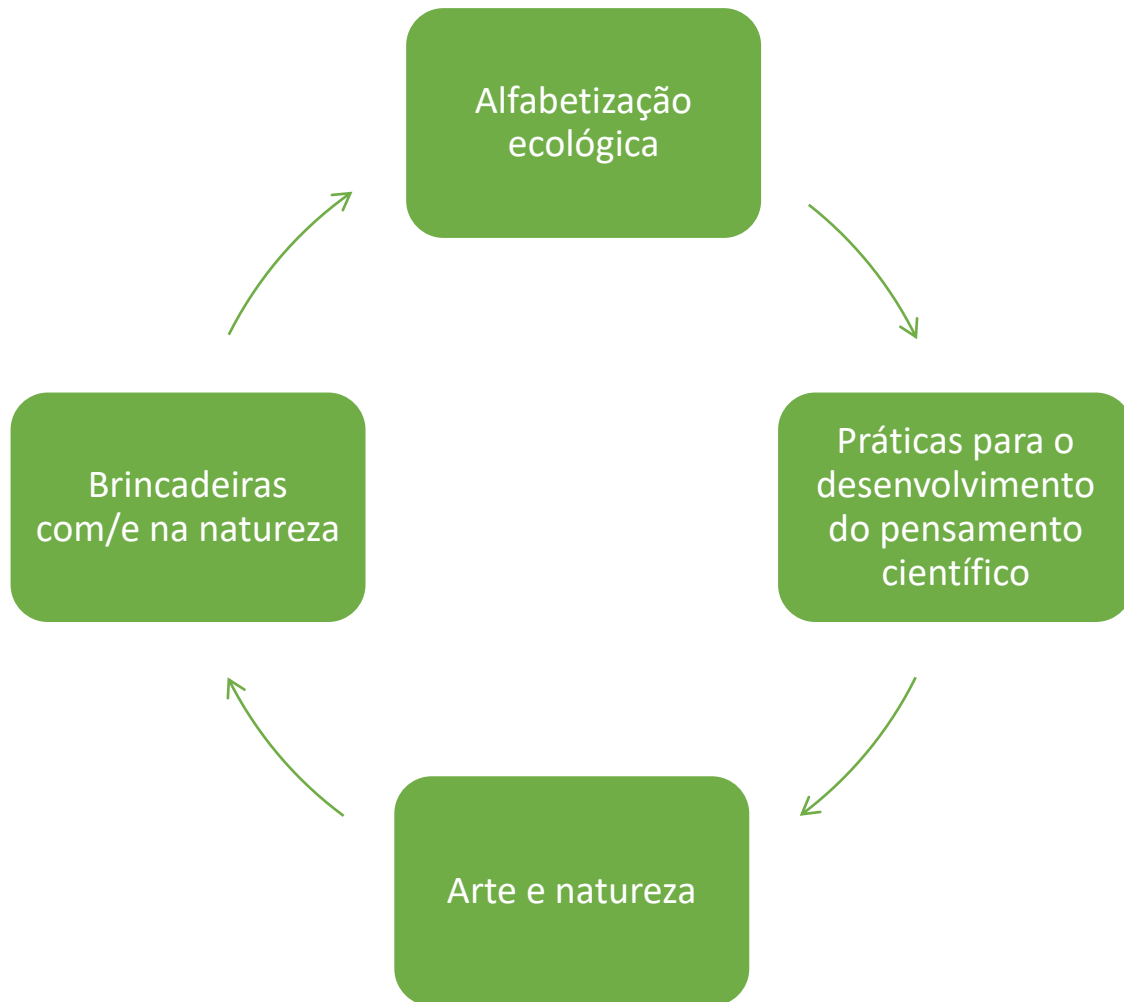 Alfabetização
ecológica
Práticas para o
desenvolvimento
do pensamento
científico
Arte e natureza
Brincadeiras
com/e na natureza